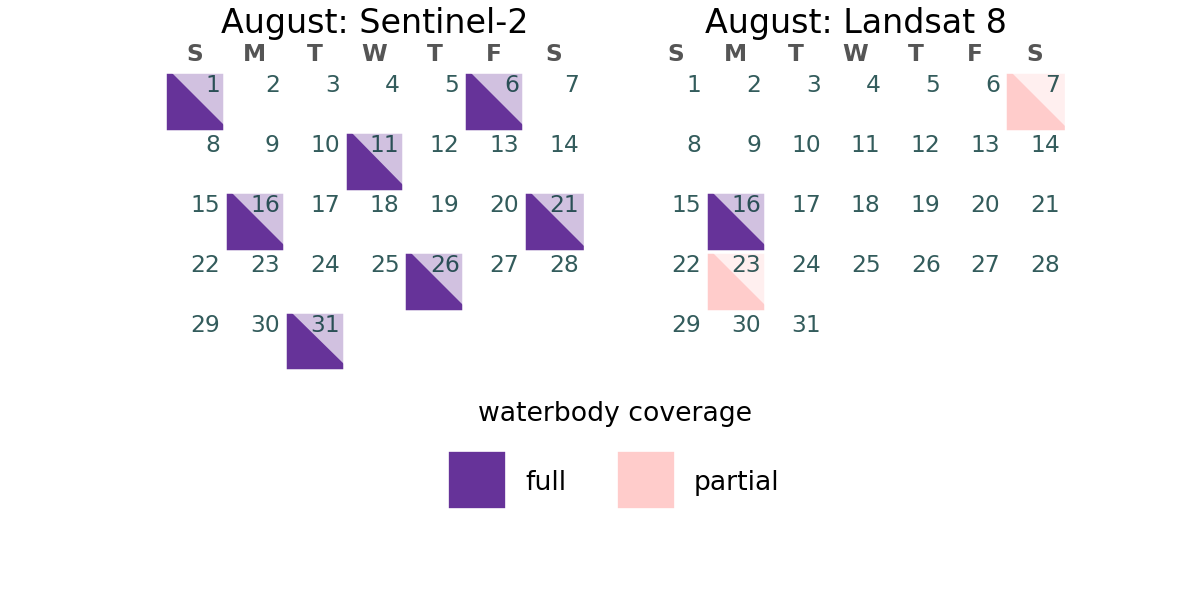 August: Sentinel-2
S M T W T F S
1 2 3 4 5 6 7
8 9 10 11 12 13 14
15 16 17 18 19 20 21
22 23 24 25 26 27 28
29 30 31
August: Landsat 8
S M T W T F S
1 2 3 4 5 6 7
8 9 10 11 12 13 14
15 16 17 18 19 20 21
22 23 24 25 26 27 28
29 30 31
waterbody coverage
full partial